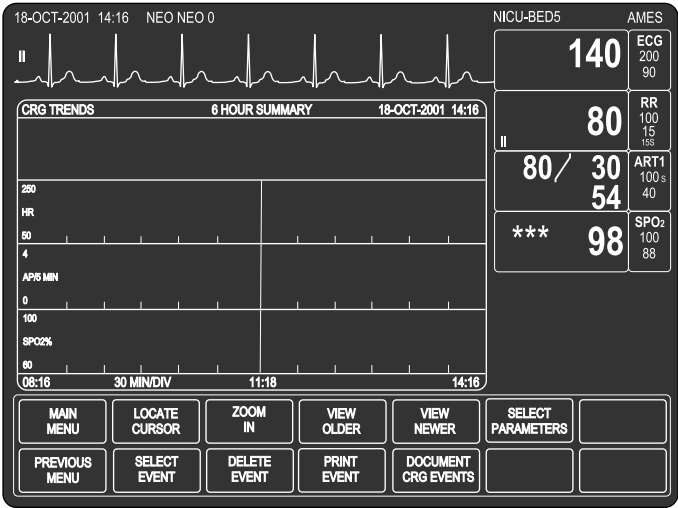 18-OCT-2001 14:16 NEO NEO 0 NICU-BED5 AMES
II
140
ECG
200
90
II
80
RR
100
15
15S
80/ 30
54
ART1
100 s
40
*** 98
SPO2
100
88
CRG TRENDS 6 HOUR SUMMARY 18-OCT-2001 14:16
250
HR
50
4
AP/5 MIN
0
100
SPO2%
60
08:16 30 MIN/DIV 11:18 14:16
MAIN
MENU
LOCATE
CURSOR
ZOOM
IN
VIEW
OLDER
VIEW
NEWER
SELECT
PARAMETERS
PREVIOUS
MENU
SELECT
EVENT
DELETE
EVENT
PRINT
EVENT
DOCUMENT
CRG EVENTS